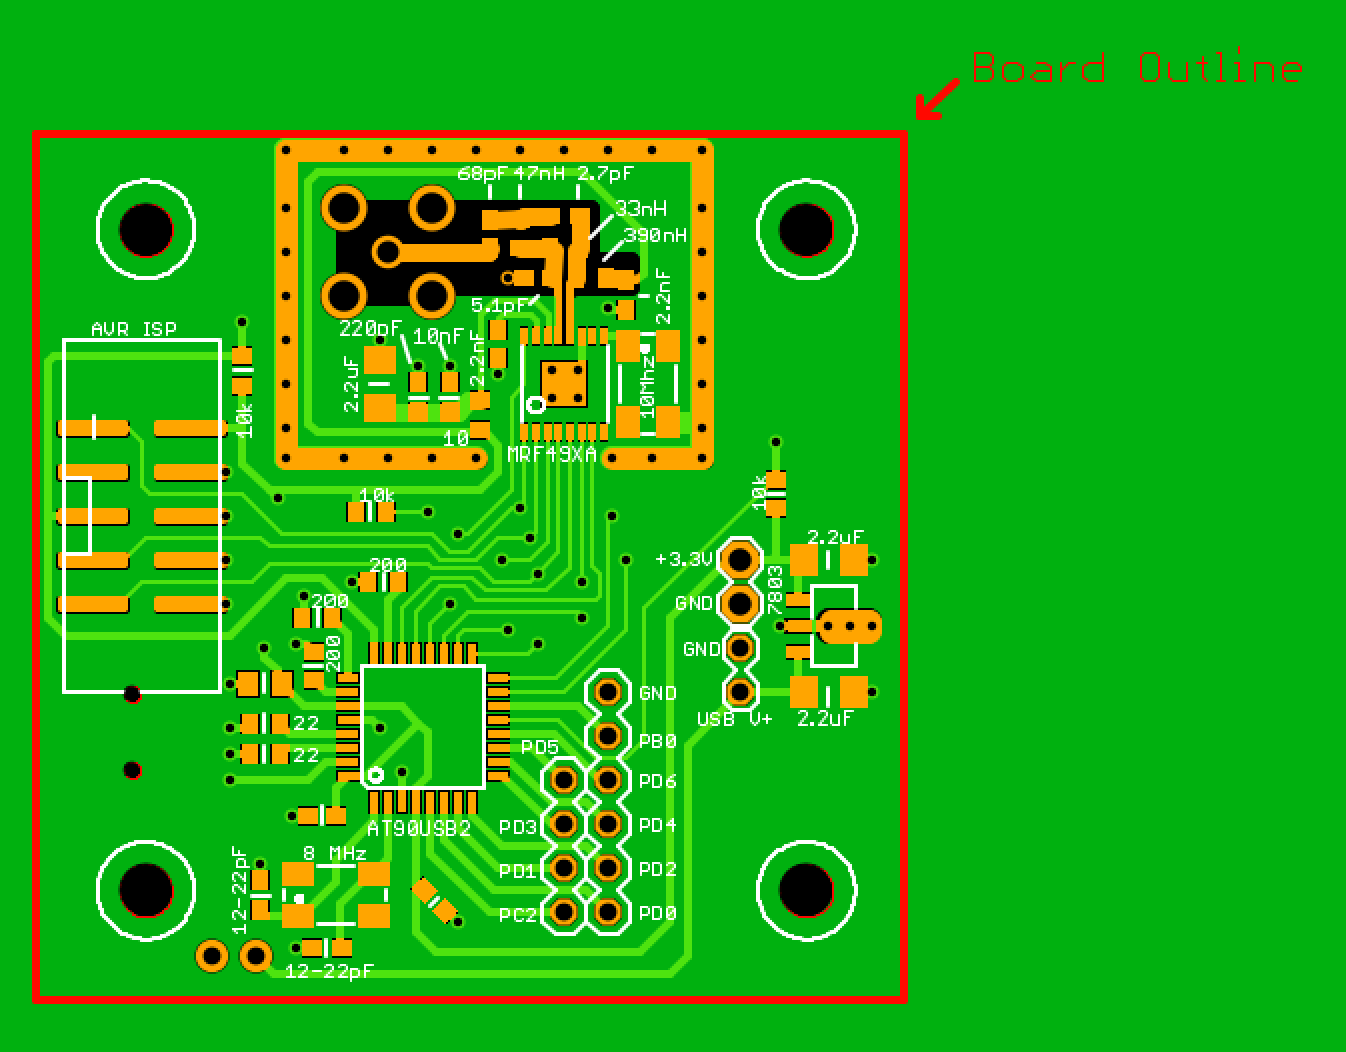 Board Outline
68pF 47nH 2.7pF
33nH
390nH
2.2nF
5.1pF
AVR ISP
220pF
10nF
2.2nF
2.2uF
10Mhz
10k
10
MRF49XA
10k
10k
2.2uF
+3.3V
7803
200
GND
200
200
GND
GND
USB V+
2.2uF
22
PD5
PB0
22
PD6
AT90USB2
PD3
PD4
8 MHz
12-22pF
PD1
PD2
PC2
PD0
12-22pF